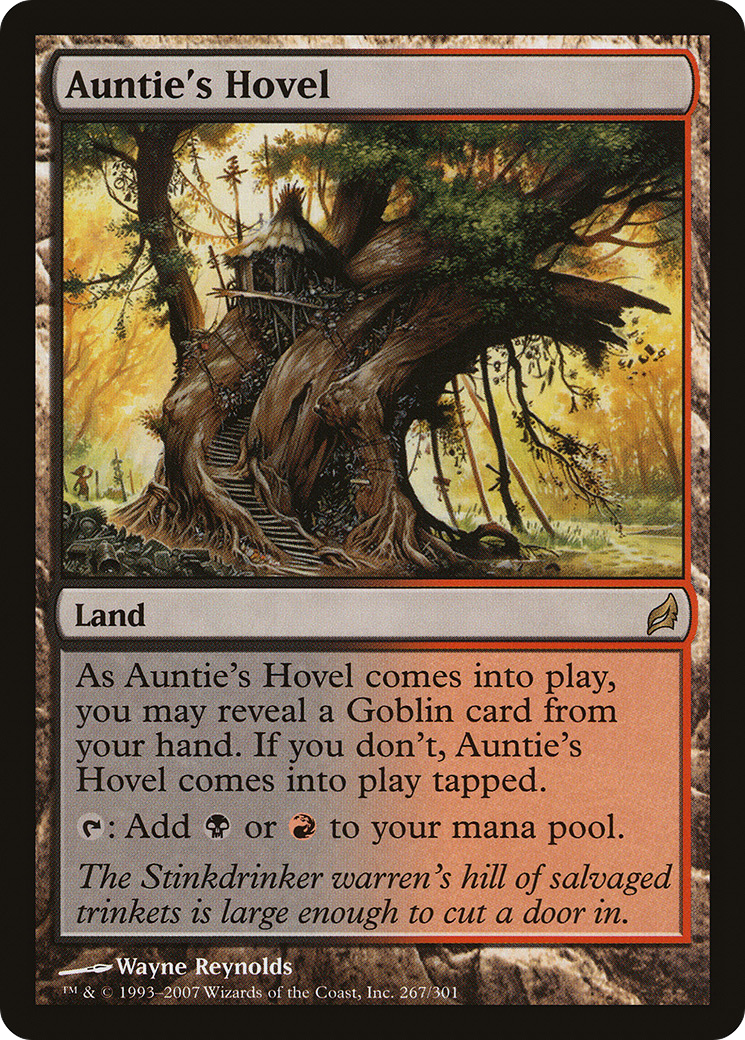 Auntie's Hovel
Land
As Auntie's Hovel comes into play,
you may reveal a Goblin card from
your hand. If you don't, Auntie's
Hovel comes into play tapped.
: Add or to your mana pool.
The Stinkdrinker warren's hill of salvaged
trinkets is large enough to cut a door in.
Wayne Reynolds
™ & © 1993–2007 Wizards of the Coast, Inc. 267/301